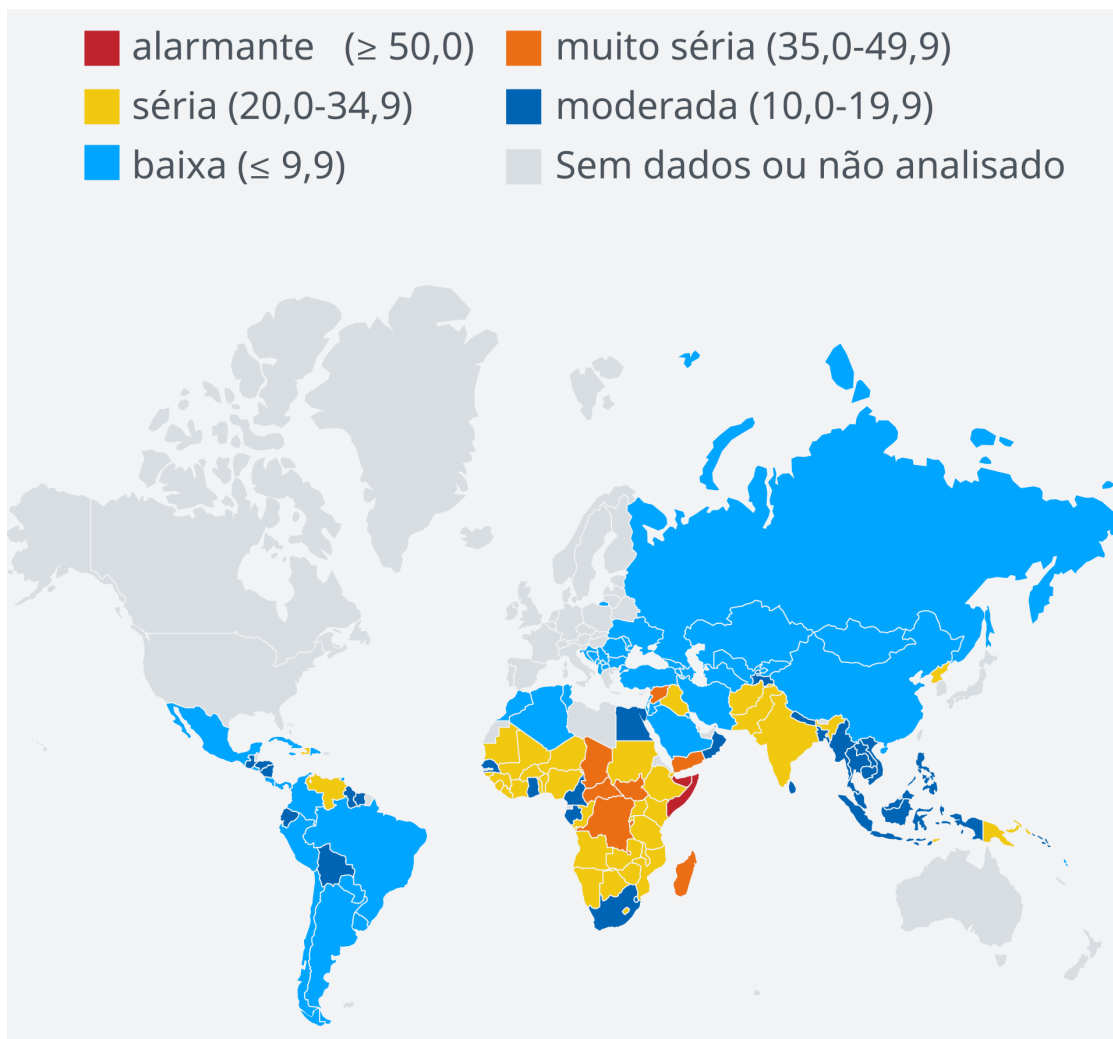 alarmante (≥ 50,0) muito séria (35,0-49,9)
séria (20,0-34,9) moderada (10,0-19,9)
baixa (≤ 9,9) Sem dados ou não analisado